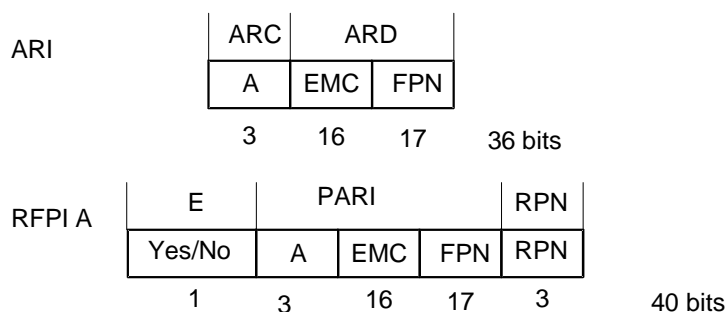 ARC ARD
ARI
A EMC FPN
3 16 17 36 bits
E PARI RPN
RFPI A
Yes/No A EMC FPN RPN
1 3 16 17 3 40 bits